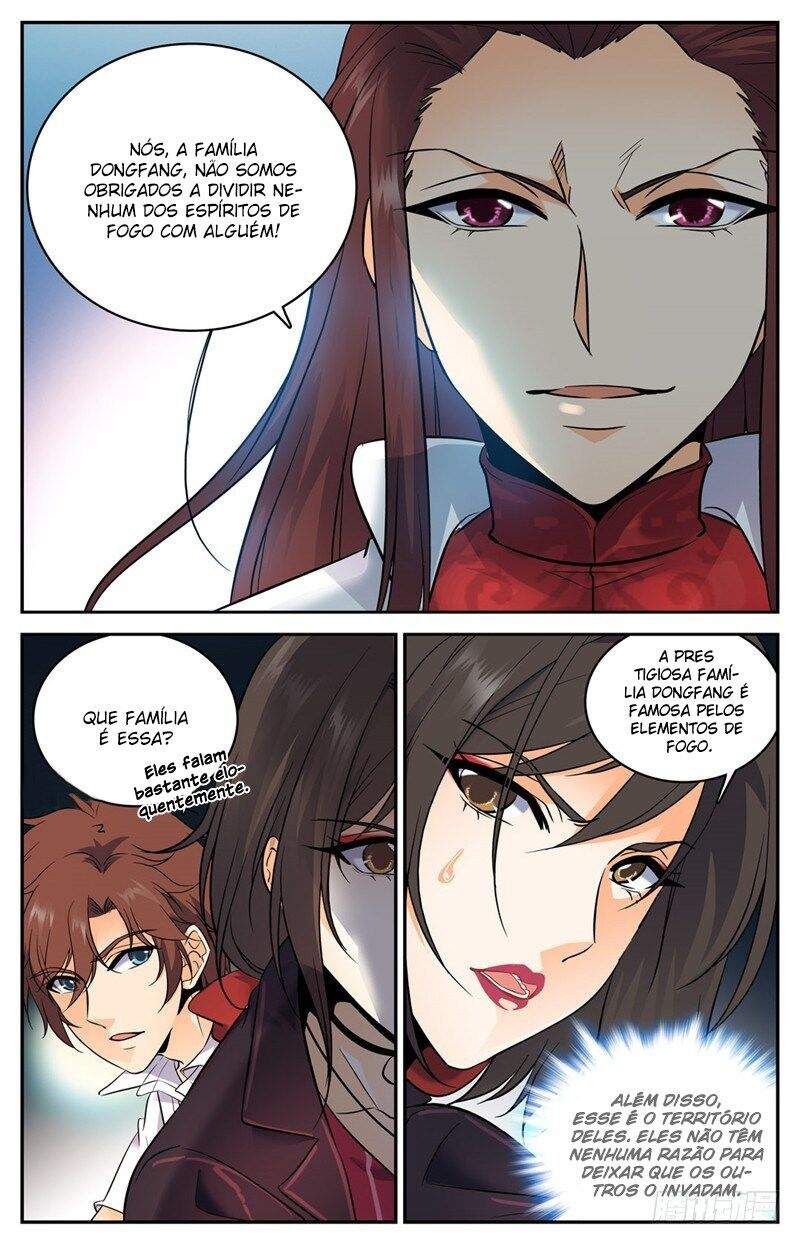 NÓS, A FAMÍLIA
DONGFANG, NÃO SOMOS
OBRIGADOS A DIVIDIR NE-
NHUM DOS ESPÍRITOS DE
FOGO COM ALGUÉM!
QUE FAMÍLIA
É ESSA?
Eles falam
bastante elo-
quentemente.
A PRES
TIGIOSA FAMÍ-
LIA DONGFANG É
FAMOSA PELOS
ELEMENTOS DE
FOGO.
ALÉM DISSO,
ESSE É O TERRITÓRIO
DELES. ELES NÃO TÊM
NENHUMA RAZÃO PARA
DEIXAR QUE OS OU-
TROS O INVADAM.